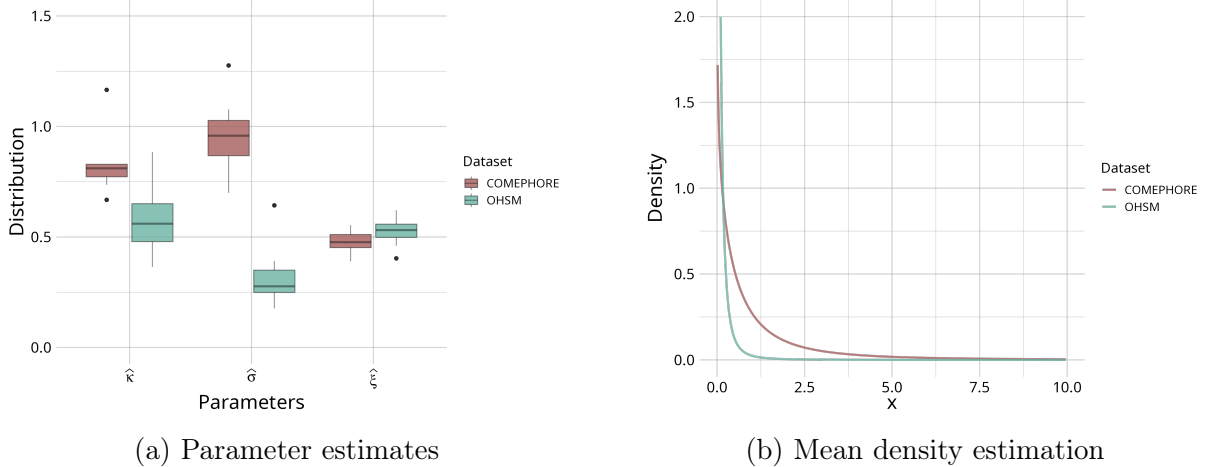 1.5
1.0
0.5
0.0
Distribution
κ̂
σ̂
ξ̂
Parameters
Dataset
COMEPHORE
OHSM
(a) Parameter estimates
2.0
1.5
1.0
0.5
0.0
Density
0.0 2.5 5.0 7.5 10.0
x
Dataset
COMEPHORE
OHSM
(b) Mean density estimation